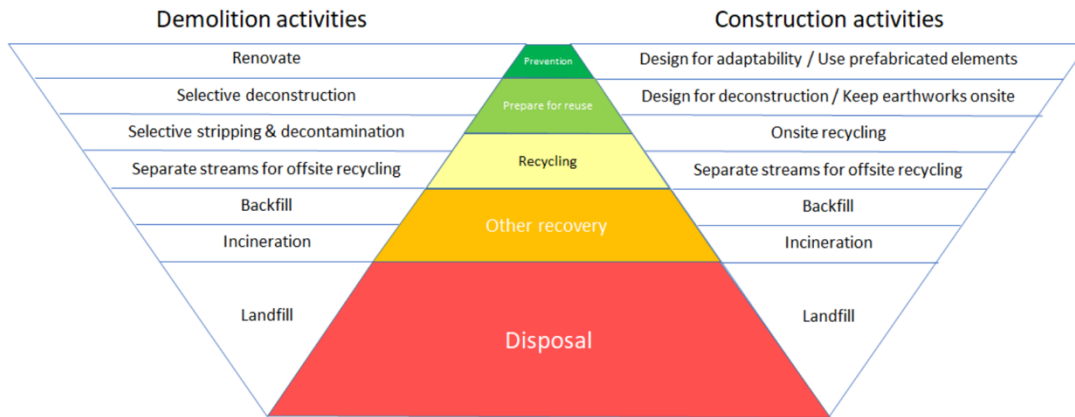 Demolition activities
Construction activities
Renovate
Prevention
Design for adaptability / Use prefabricated elements
Selective deconstruction
Prepare for reuse
Design for deconstruction / Keep earthworks onsite
Selective stripping & decontamination
Onsite recycling
Recycling
Separate streams for offsite recycling
Separate streams for offsite recycling
Backfill
Other recovery
Backfill
Incineration
Incineration
Landfill
Disposal
Landfill